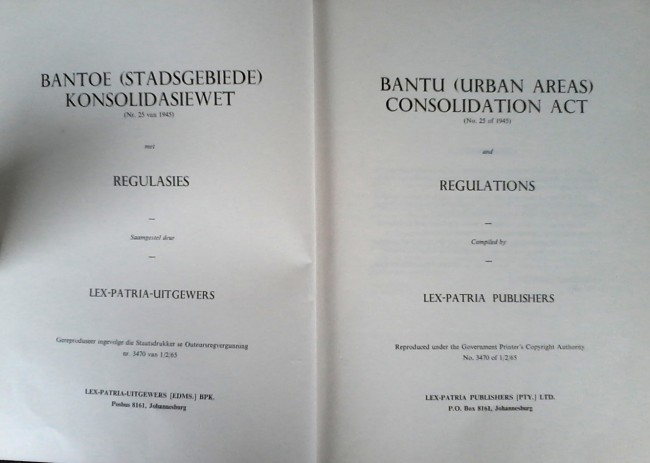 BANTOE (STADSGEBIEDE)
KONSOLIDASIEWET
(Nr. 25 van 1945)
met
REGULASIES
—
Saamgestel deur
—
LEX-PATRIA-UITGEWERS
Gereproduseer ingevolge die Staatsdrukker se Outeursregvergunning
nr. 3470 van 1/2/65
LEX-PATRIA-UITGEWERS [EDMS.] BPK.
Posbus 8161, Johannesburg
BANTU (URBAN AREAS)
CONSOLIDATION ACT
(No. 25 of 1945)
and
REGULATIONS
—
Compiled by
—
LEX-PATRIA PUBLISHERS
Reproduced under the Government Printer's Copyright Authority
No. 3470 of 1/2/65
LEX-PATRIA PUBLISHERS [PTY.] LTD.
P.O. Box 8161, Johannesburg